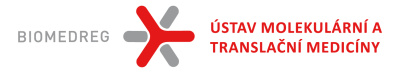 BIOMEDREG
ÚSTAV MOLEKULÁRNÍ A
TRANSLAČNÍ MEDICÍNY